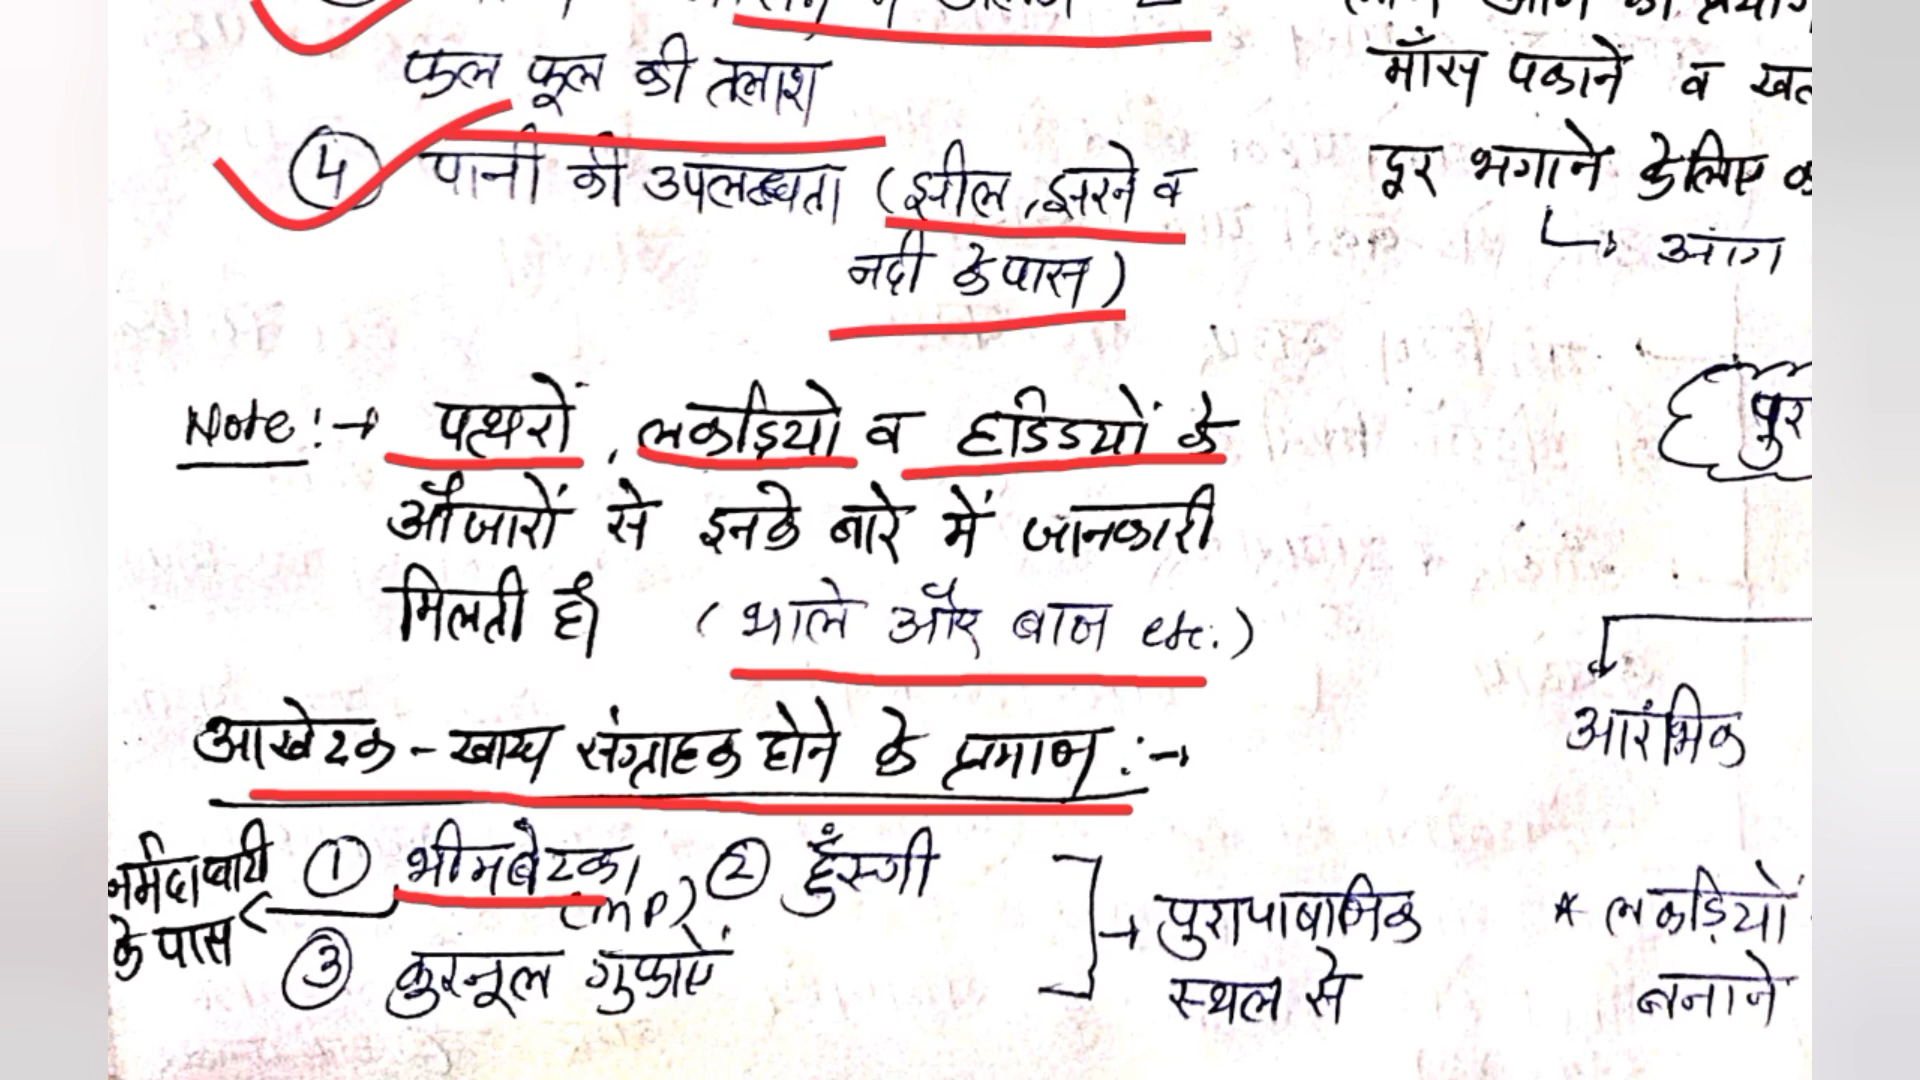 फल फूल की तलाश
④ पानी की उपलब्धता (झील, झरने व
नदी के पास)
Note:→ पत्थरों, लकड़ियो व हडिडयों के
औजारों से इनके बारे में जानकारी
मिलती है। (भाले और बाण etc.)
आखेटक - खाद्य संग्राहक होने के प्रमाण :→
① भीमबेटका (MP) ② हुँस्गी
नर्मदा घाटी के पास
③ कुरनूल गुफाएं
→ पुरापाषाणिक
स्थल से
माँस पकाने व
दूर भगाने के लिए
↳ आग
पुर
आरंभिक
* लकड़ियों
बनाने